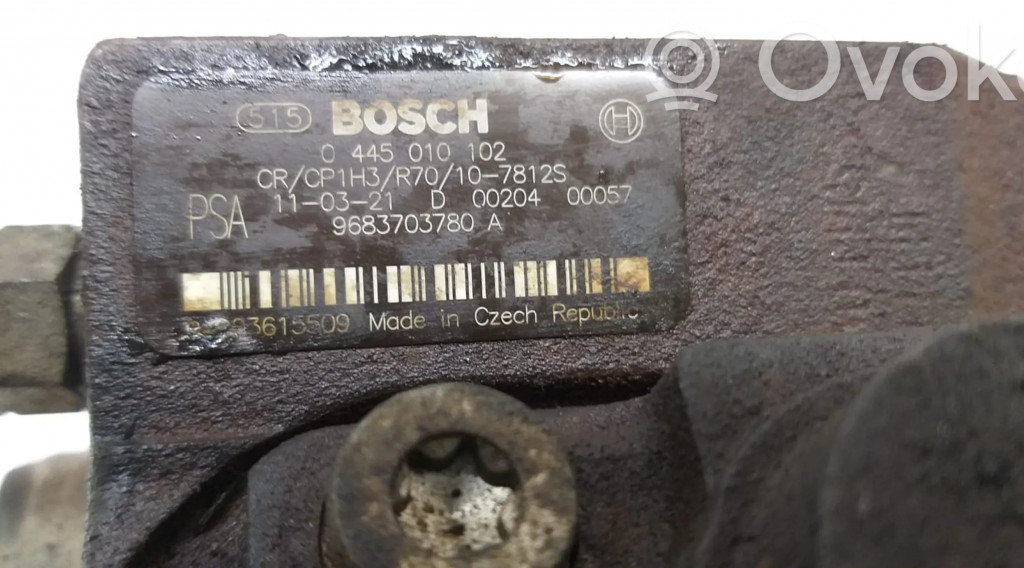 Ovoko
515 BOSCH
0 445 010 102
CR/CP1H3/R70/10-7812S
11-03-21 D 00204 00057
PSA 9683703780 A
Made in Czech Republic